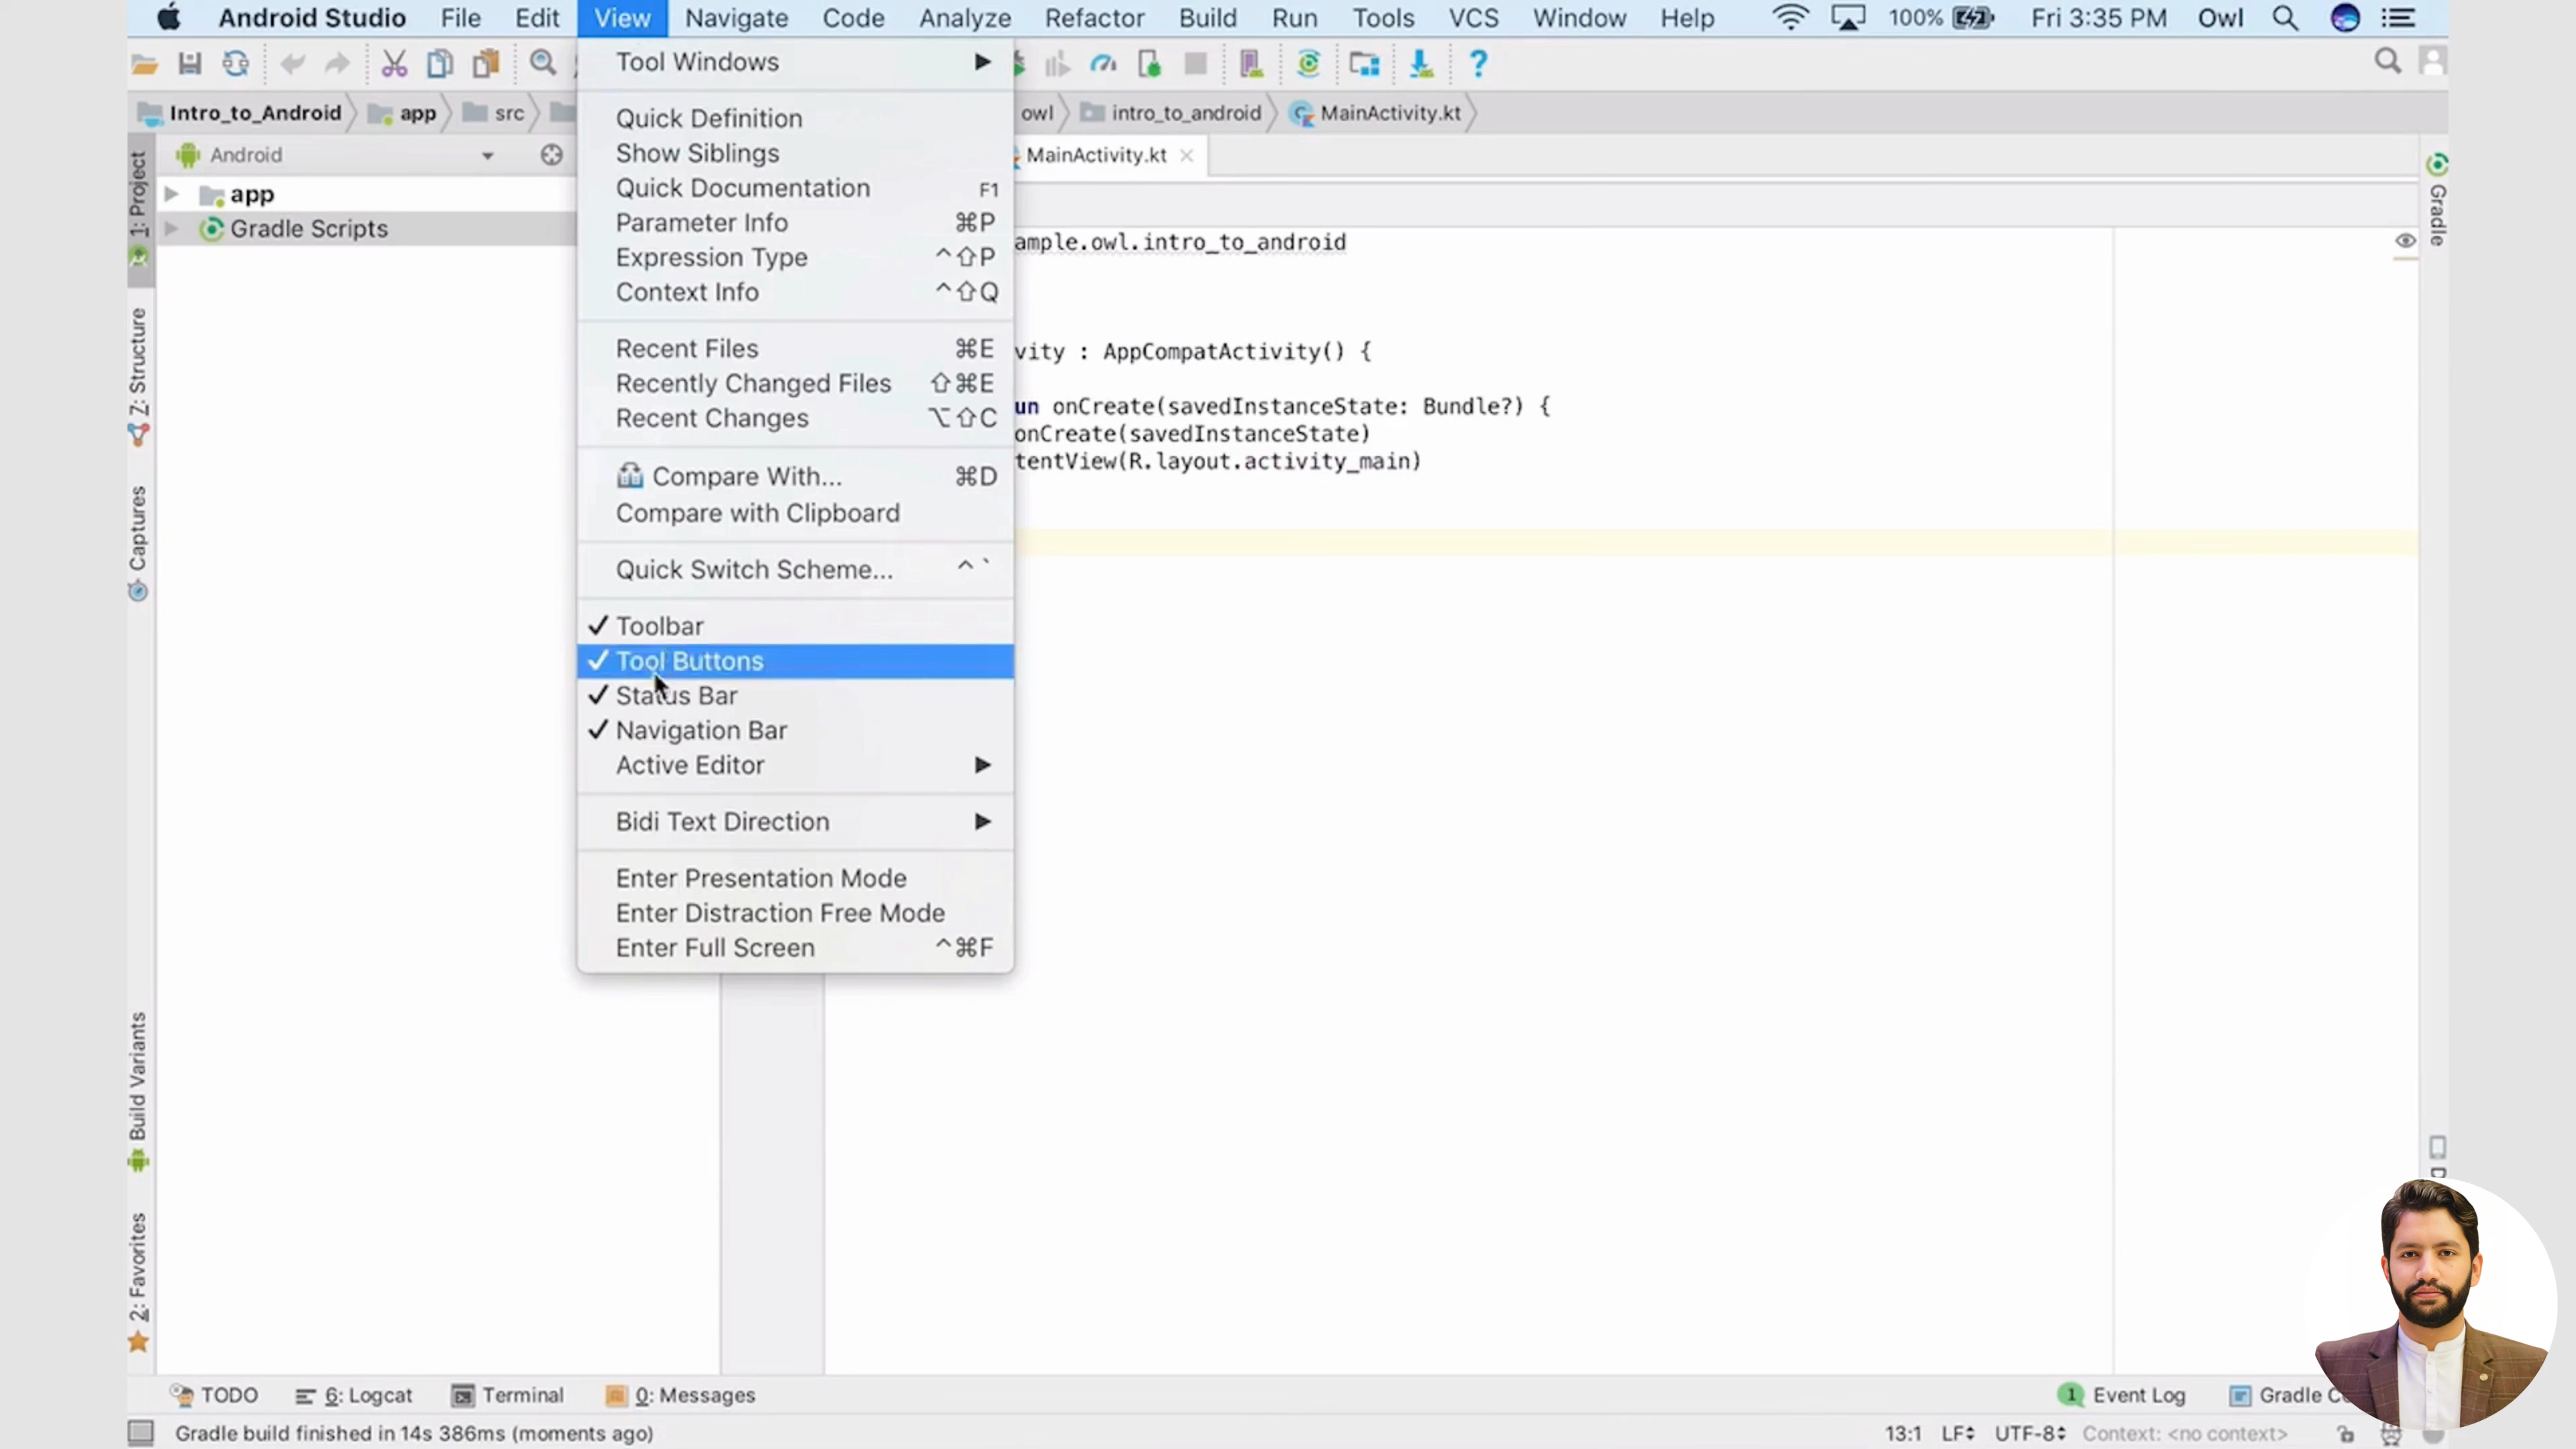 Android Studio File Edit View Navigate Code Analyze Refactor Build Run Tools VCS Window Help 100% Fri 3:35 PM Owl
Intro_to_Android app src owl intro_to_android MainActivity.kt
Android
MainActivity.kt
app
Gradle Scripts
1: Project
Z: Structure
Captures
Build Variants
2: Favorites
Tool Windows
Quick Definition
Show Siblings
Quick Documentation F1
Parameter Info ⌘P
Expression Type ^⇧P
Context Info ^⇧Q
Recent Files ⌘E
Recently Changed Files ⇧⌘E
Recent Changes ⌥⇧C
Compare With... ⌘D
Compare with Clipboard
Quick Switch Scheme... ^`
✓ Toolbar
✓ Tool Buttons
✓ Status Bar
✓ Navigation Bar
Active Editor
Bidi Text Direction
Enter Presentation Mode
Enter Distraction Free Mode
Enter Full Screen ^⌘F
ample.owl.intro_to_android
vity : AppCompatActivity() {
un onCreate(savedInstanceState: Bundle?) {
onCreate(savedInstanceState)
tentView(R.layout.activity_main)
Gradle
TODO 6: Logcat Terminal 0: Messages 1 Event Log Gradle
Gradle build finished in 14s 386ms (moments ago) 13:1 LF UTF-8 Context: <no context>